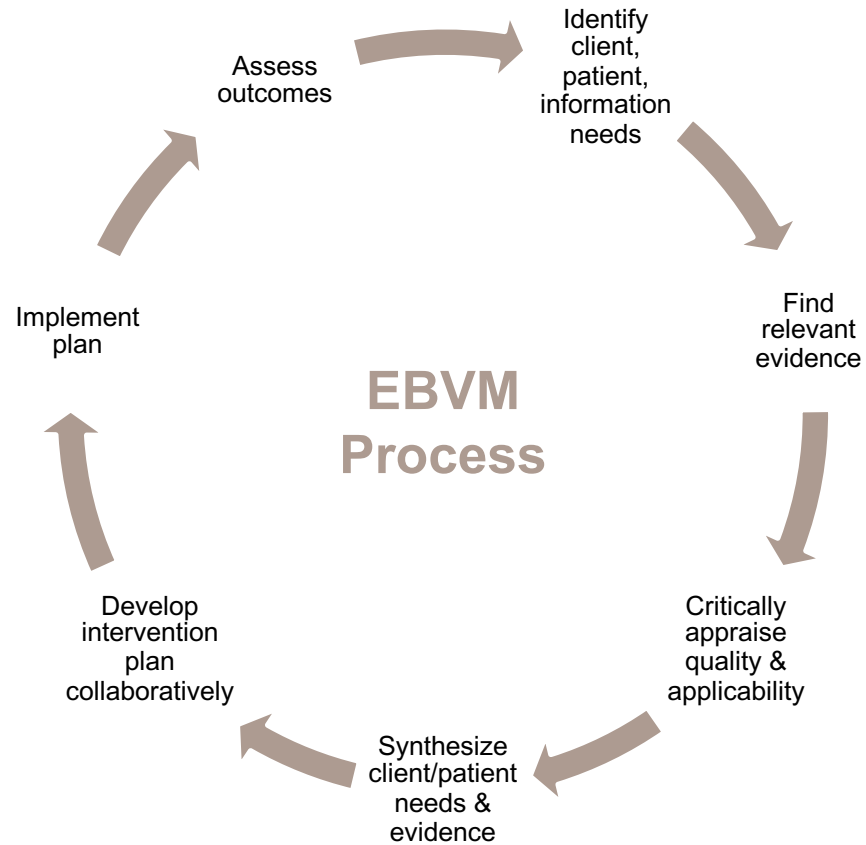 Identify
client,
patient,
information
needs
Find
relevant
evidence
Critically
appraise
quality &
applicability
Synthesize
client/patient
needs &
evidence
Develop
intervention
plan
collaboratively
Implement
plan
Assess
outcomes
EBVM
Process